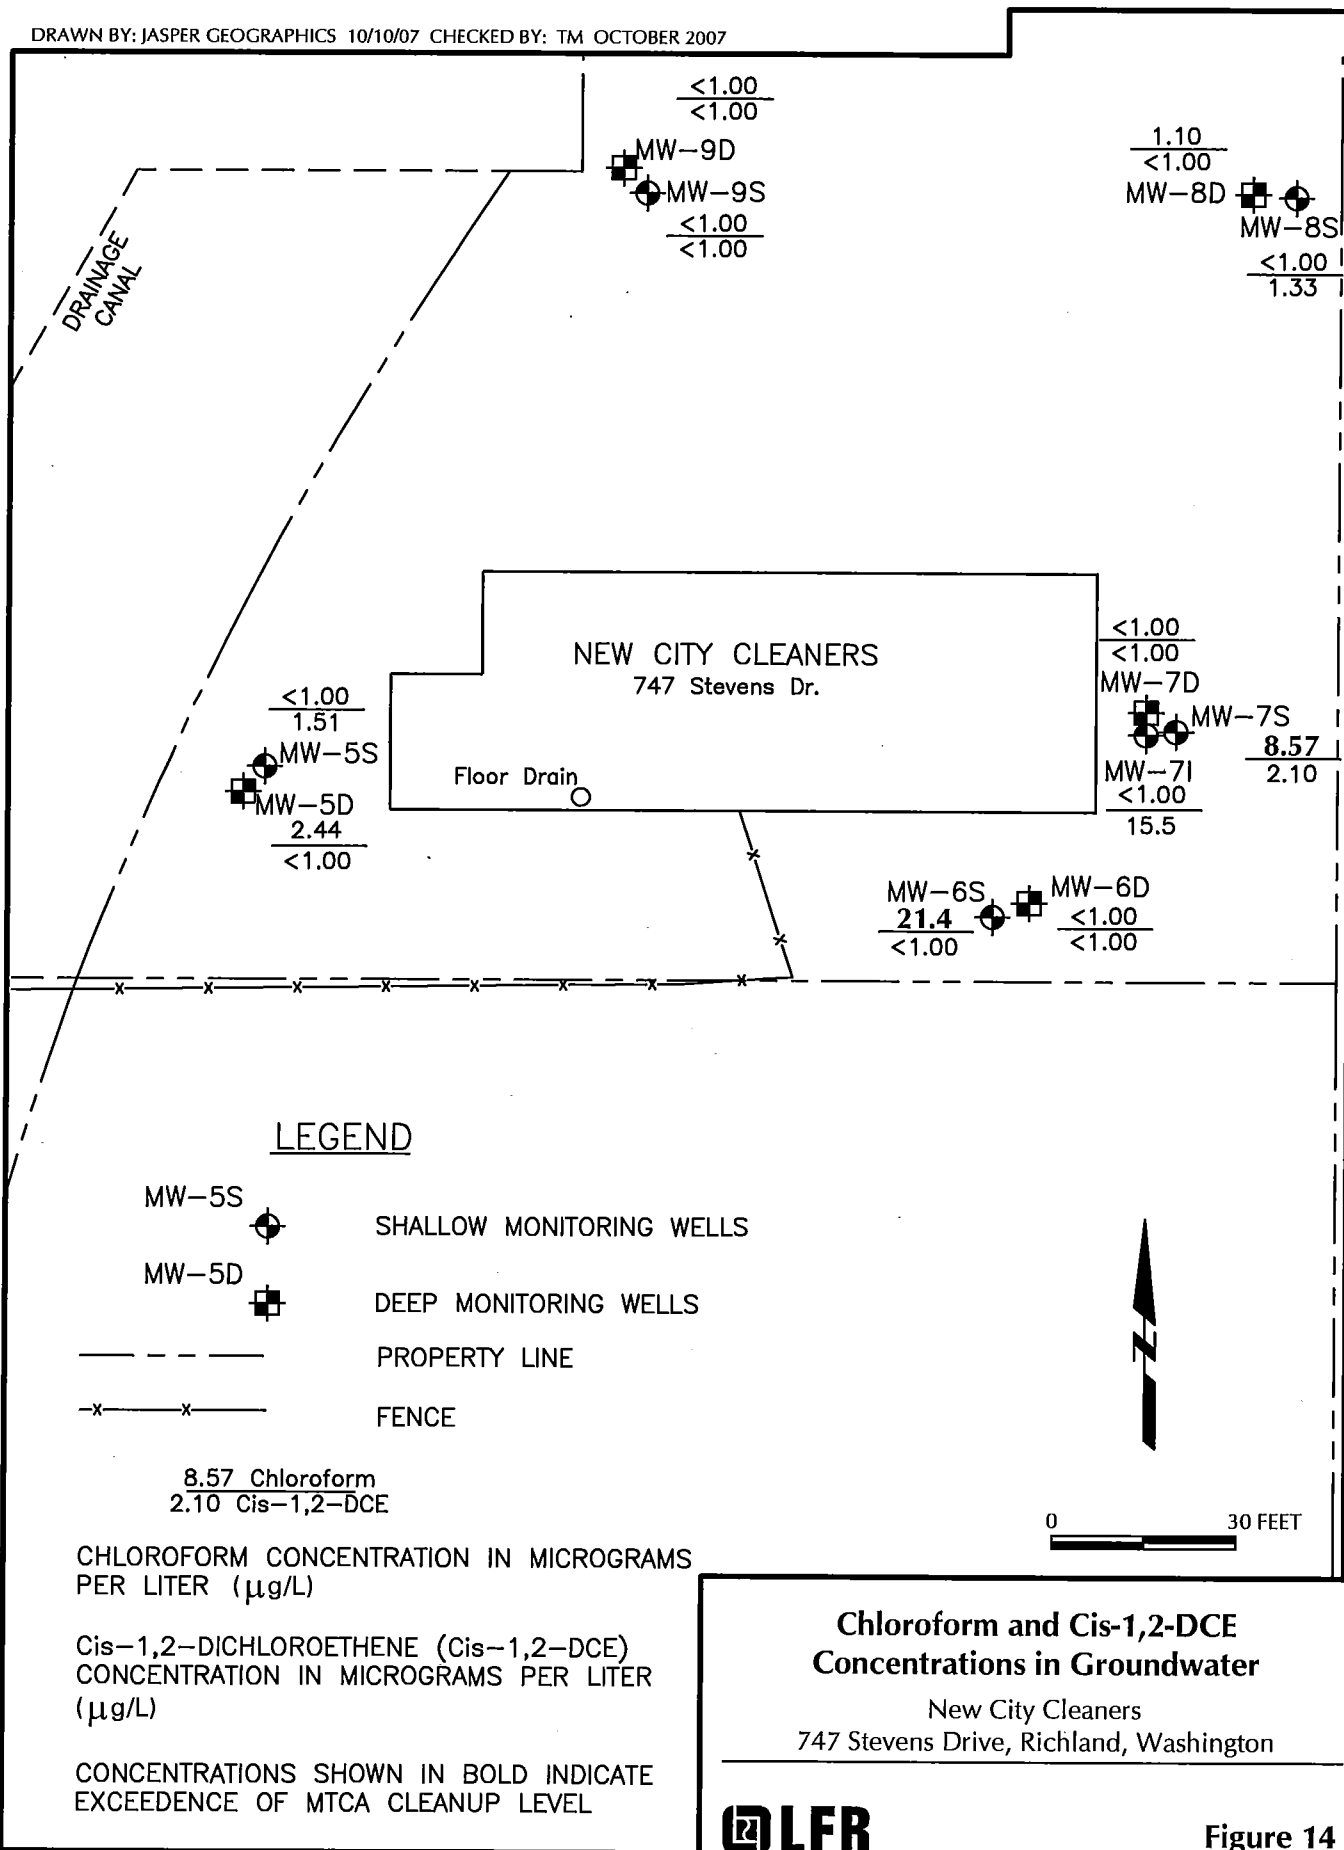 DRAWN BY: JASPER GEOGRAPHICS 10/10/07 CHECKED BY: TM OCTOBER 2007
<1.00
<1.00
MW-9D
MW-9S
<1.00
<1.00
1.10
<1.00
MW-8D
MW-8S
<1.00
1.33
DRAINAGE
CANAL
NEW CITY CLEANERS
747 Stevens Dr.
Floor Drain
<1.00
1.51
MW-5S
MW-5D
2.44
<1.00
<1.00
<1.00
MW-7D
MW-7S
8.57
2.10
MW-7I
<1.00
15.5
MW-6S
21.4
<1.00
MW-6D
<1.00
<1.00
LEGEND
MW-5S
SHALLOW MONITORING WELLS
MW-5D
DEEP MONITORING WELLS
PROPERTY LINE
FENCE
8.57 Chloroform
2.10 Cis-1,2-DCE
CHLOROFORM CONCENTRATION IN MICROGRAMS
PER LITER (μg/L)
Cis-1,2-DICHLOROETHENE (Cis-1,2-DCE)
CONCENTRATION IN MICROGRAMS PER LITER
(μg/L)
CONCENTRATIONS SHOWN IN BOLD INDICATE
EXCEEDENCE OF MTCA CLEANUP LEVEL
N
0 30 FEET
Chloroform and Cis-1,2-DCE
Concentrations in Groundwater
New City Cleaners
747 Stevens Drive, Richland, Washington
LFR
Figure 14